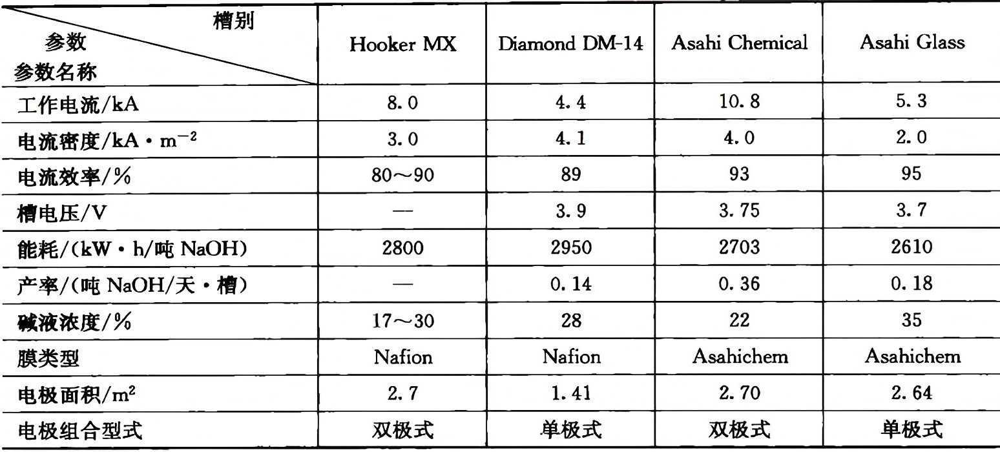 槽别
参数
参数名称
Hooker MX Diamond DM-14 Asahi Chemical Asahi Glass
工作电流/kA 8.0 4.4 10.8 5.3
电流密度/kA·m⁻² 3.0 4.1 4.0 2.0
电流效率/% 80～90 89 93 95
槽电压/V — 3.9 3.75 3.7
能耗/(kW·h/吨 NaOH) 2800 2950 2703 2610
产率/(吨 NaOH/天·槽) — 0.14 0.36 0.18
碱液浓度/% 17～30 28 22 35
膜类型 Nafion Nafion Asahichem Asahichem
电极面积/m² 2.7 1.41 2.70 2.64
电极组合型式 双极式 单极式 双极式 单极式